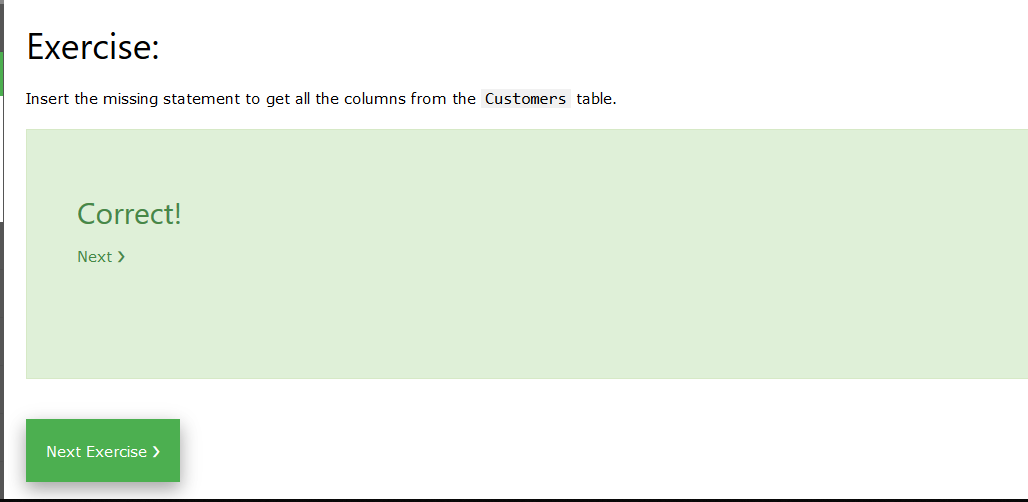 Exercise:
Insert the missing statement to get all the columns from the Customers table.
Correct!
Next ❯
Next Exercise ❯